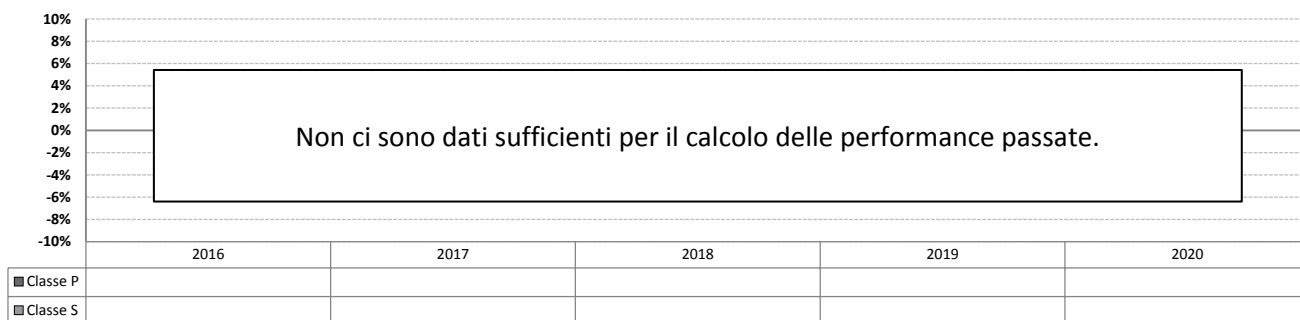 10%
8%
6%
4%
2%
0%
-2%
-4%
-6%
-8%
-10%
Non ci sono dati sufficienti per il calcolo delle performance passate.
2016 2017 2018 2019 2020
Classe P
Classe S